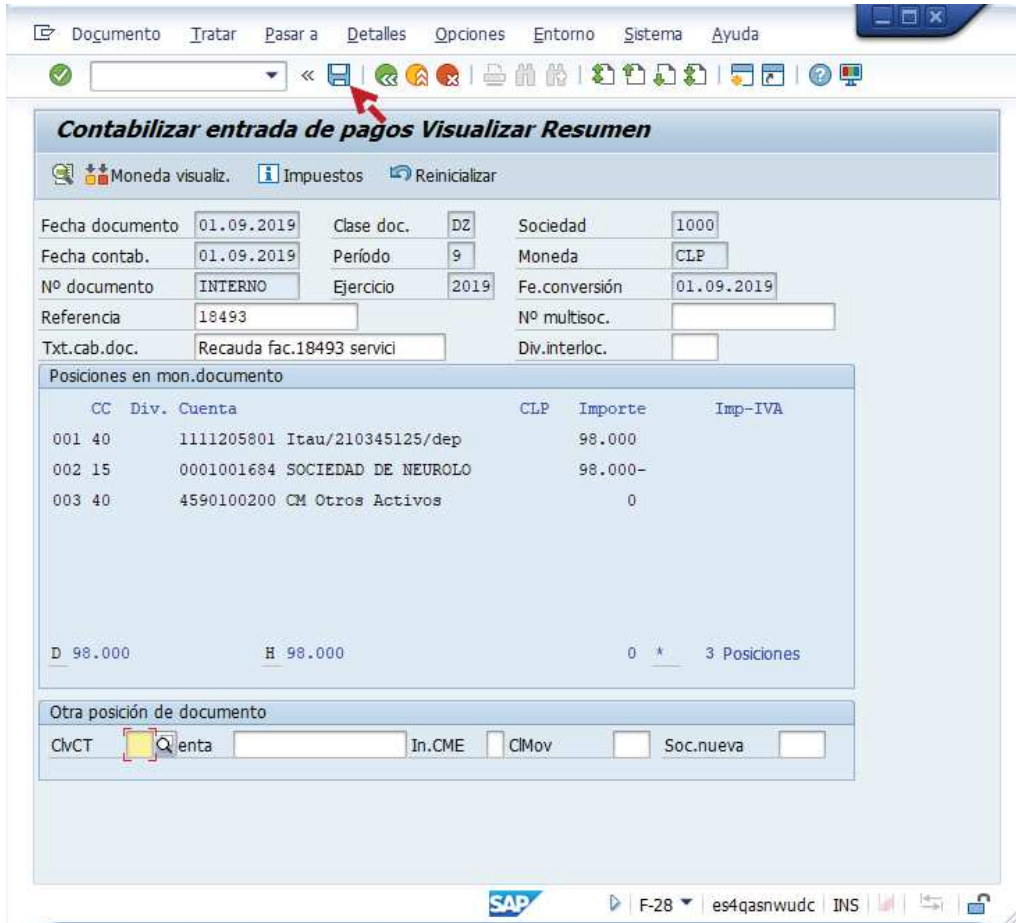 Documento Tratar Pasar a Detalles Opciones Entorno Sistema Ayuda
Contabilizar entrada de pagos Visualizar Resumen
Moneda visualiz. Impuestos Reinicializar
Fecha documento 01.09.2019 Clase doc. DZ Sociedad 1000
Fecha contab. 01.09.2019 Período 9 Moneda CLP
Nº documento INTERNO Ejercicio 2019 Fe.conversión 01.09.2019
Referencia 18493 Nº multisoc.
Txt.cab.doc. Recauda fac.18493 servici Div.interloc.
Posiciones en mon.documento
CC Div. Cuenta CLP Importe Imp-IVA
001 40 1111205801 Itau/210345125/dep 98.000
002 15 0001001684 SOCIEDAD DE NEUROLO 98.000-
003 40 4590100200 CM Otros Activos 0
D 98.000 H 98.000 0 * 3 Posiciones
Otra posición de documento
ClvCT enta In.CME ClMov Soc.nueva
SAP F-28 es4qasnwudc INS